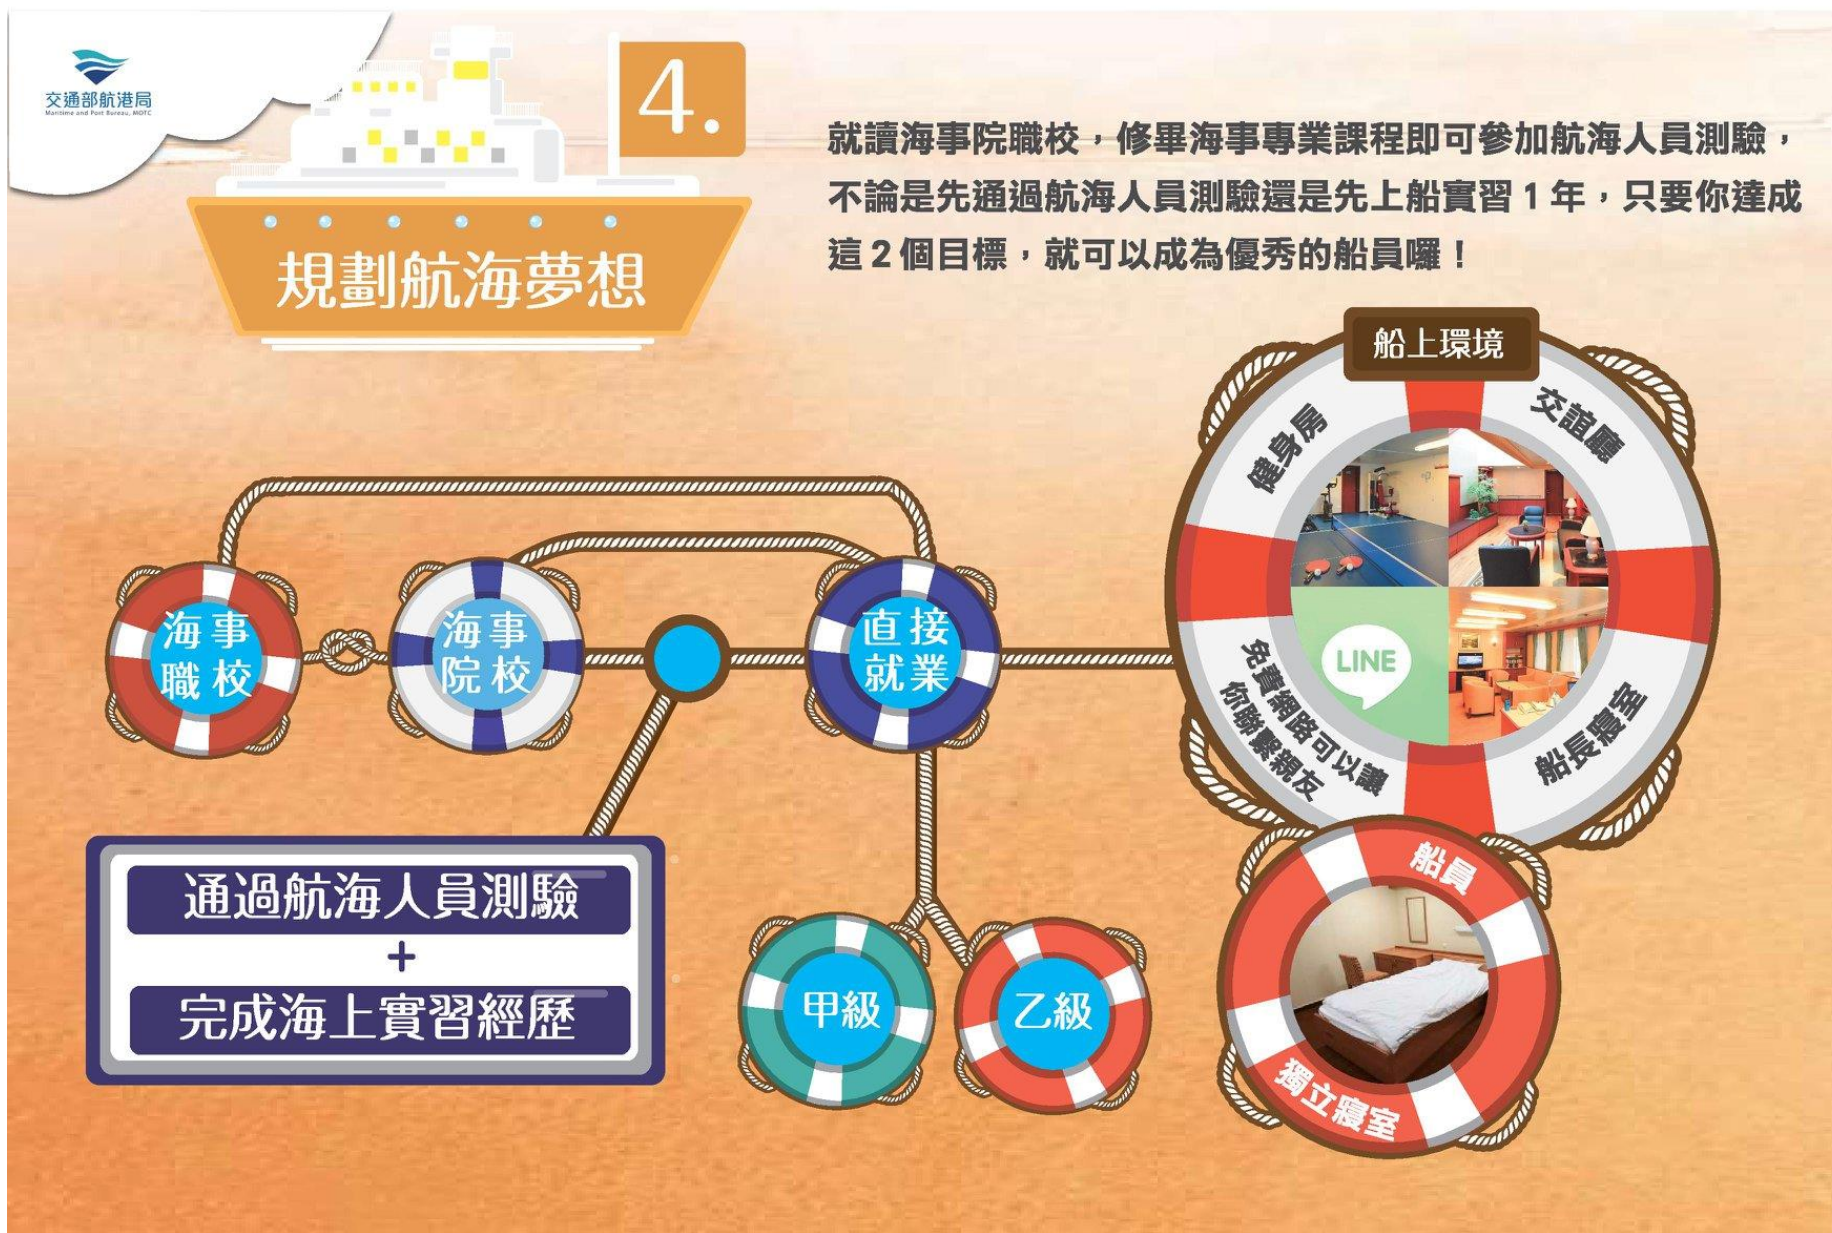 交通部航港局
Maritime and Port Bureau, MOTC
4.
規劃航海夢想
就讀海事院職校，修畢海事專業課程即可參加航海人員測驗，
不論是先通過航海人員測驗還是先上船實習1年，只要你達成
這2個目標，就可以成為優秀的船員囉！
船上環境
健身房
交誼廳
LINE
免費網路可以讓
你聯繫親友
船長寢室
海事
職校
海事
院校
直接
就業
通過航海人員測驗
+
完成海上實習經歷
甲級
乙級
船員
獨立寢室